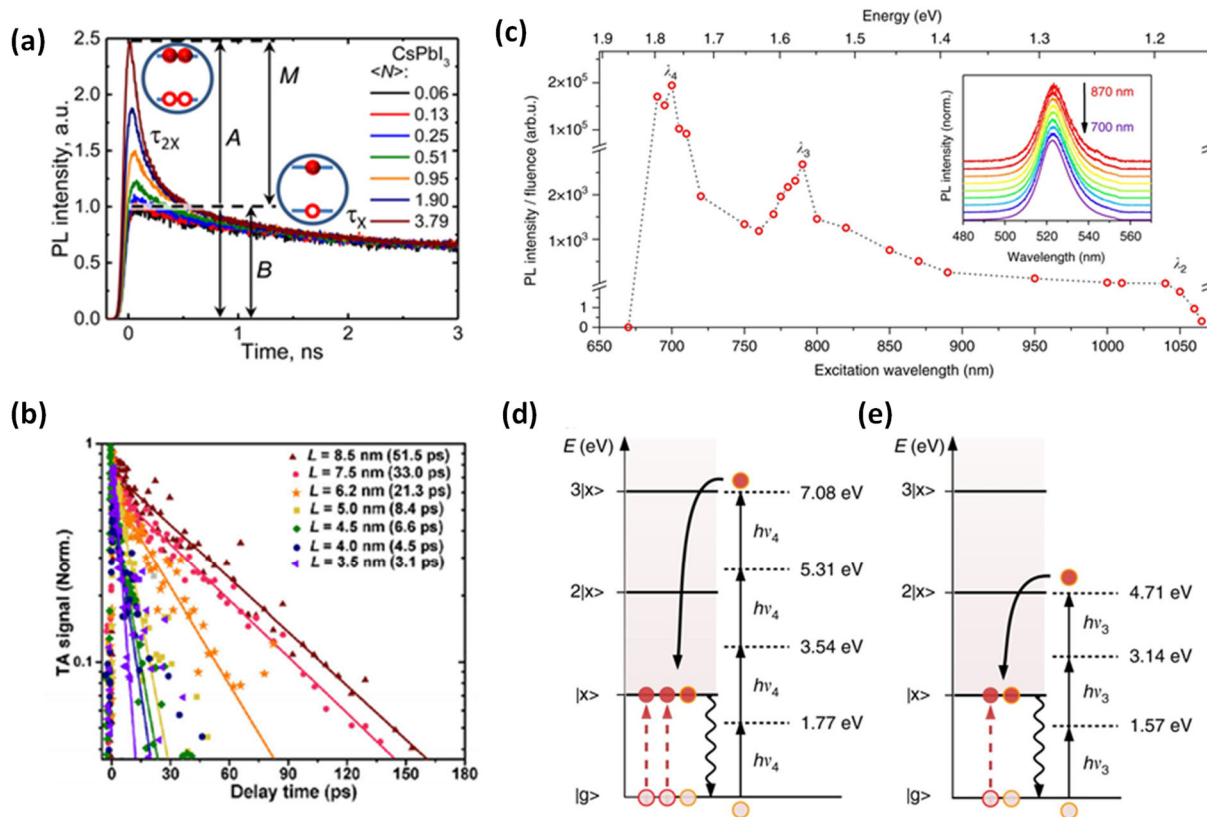 (a)
PL intensity, a.u.
2.5
2.0
1.5
1.0
0.5
0.0
0
1
2
3
Time, ns
τ2X
A
M
B
τX
CsPbI3
<N>:
0.06
0.13
0.25
0.51
0.95
1.90
3.79
(b)
TA signal (Norm.)
1
0.1
0
30
60
90
120
150
180
Delay time (ps)
L = 8.5 nm (51.5 ps)
L = 7.5 nm (33.0 ps)
L = 6.2 nm (21.3 ps)
L = 5.0 nm (8.4 ps)
L = 4.5 nm (6.6 ps)
L = 4.0 nm (4.5 ps)
L = 3.5 nm (3.1 ps)
(c)
Energy (eV)
1.9
1.8
1.7
1.6
1.5
1.4
1.3
1.2
1.1
PL intensity / fluence (arb.u.)
2×10⁵
1×10⁵
2×10³
1×10³
1
0
λ4
λ3
λ2
650
700
750
800
850
900
950
1000
1050
Excitation wavelength (nm)
PL intensity (norm.)
870 nm
700 nm
480
500
520
540
560
Wavelength (nm)
(d)
E (eV)
3|x>
2|x>
|x>
|g>
7.08 eV
hν4
5.31 eV
hν4
3.54 eV
hν4
1.77 eV
hν4
(e)
E (eV)
3|x>
2|x>
|x>
|g>
4.71 eV
hν3
3.14 eV
hν3
1.57 eV
hν3